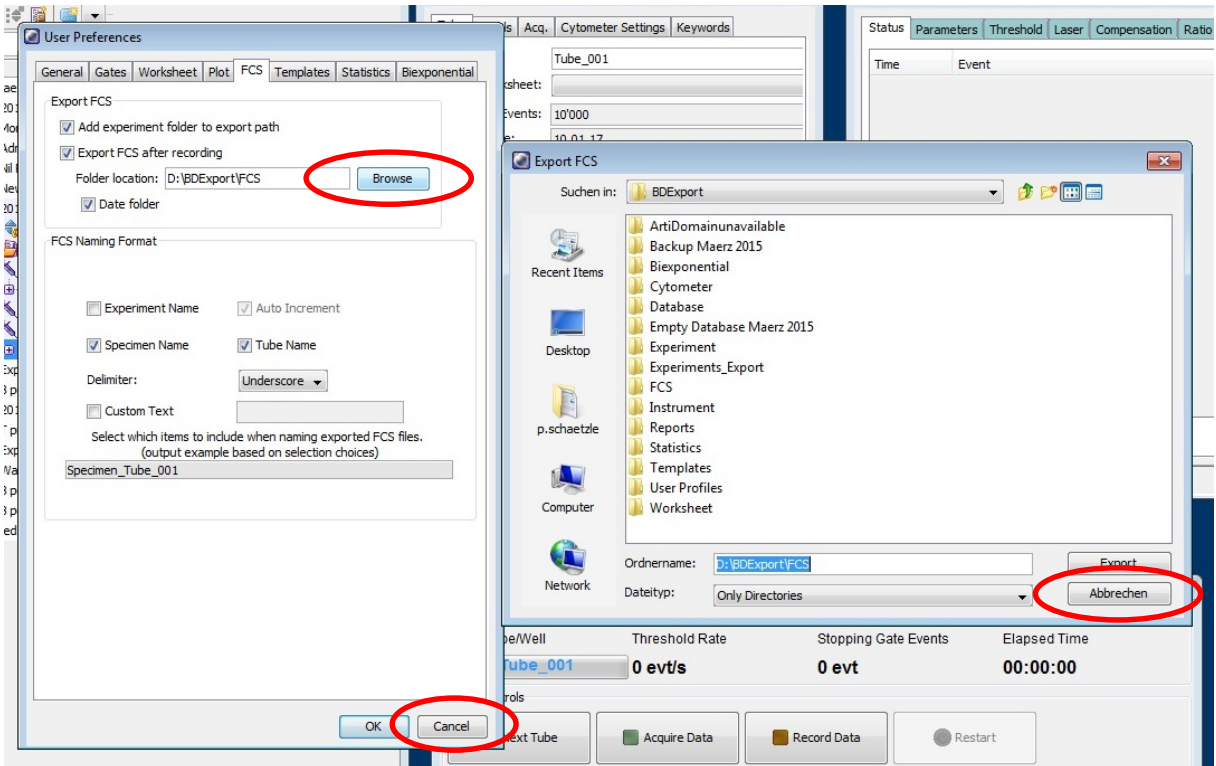 User Preferences
General Gates Worksheet Plot FCS Templates Statistics Biexponential
Export FCS
Add experiment folder to export path
Export FCS after recording
Folder location: D:\BDExport\FCS Browse
Date folder
FCS Naming Format
Experiment Name Auto Increment
Specimen Name Tube Name
Delimiter: Underscore
Custom Text
Select which items to include when naming exported FCS files.
(output example based on selection choices)
Specimen_Tube_001
OK Cancel
Acq. Cytometer Settings Keywords
Tube_001
10'000
10.01.17
Status Parameters Threshold Laser Compensation Ratio
Time Event
Export FCS
Suchen in: BDExport
Recent Items
Desktop
p.schaetzle
Computer
Network
ArtiDomainunavailable
Backup Maerz 2015
Biexponential
Cytometer
Database
Empty Database Maerz 2015
Experiment
Experiments_Export
FCS
Instrument
Reports
Statistics
Templates
User Profiles
Worksheet
Ordnername: D:\BDExport\FCS Export
Dateityp: Only Directories Abbrechen
Threshold Rate Stopping Gate Events Elapsed Time
Tube_001 0 evt/s 0 evt 00:00:00
Tube Acquire Data Record Data Restart